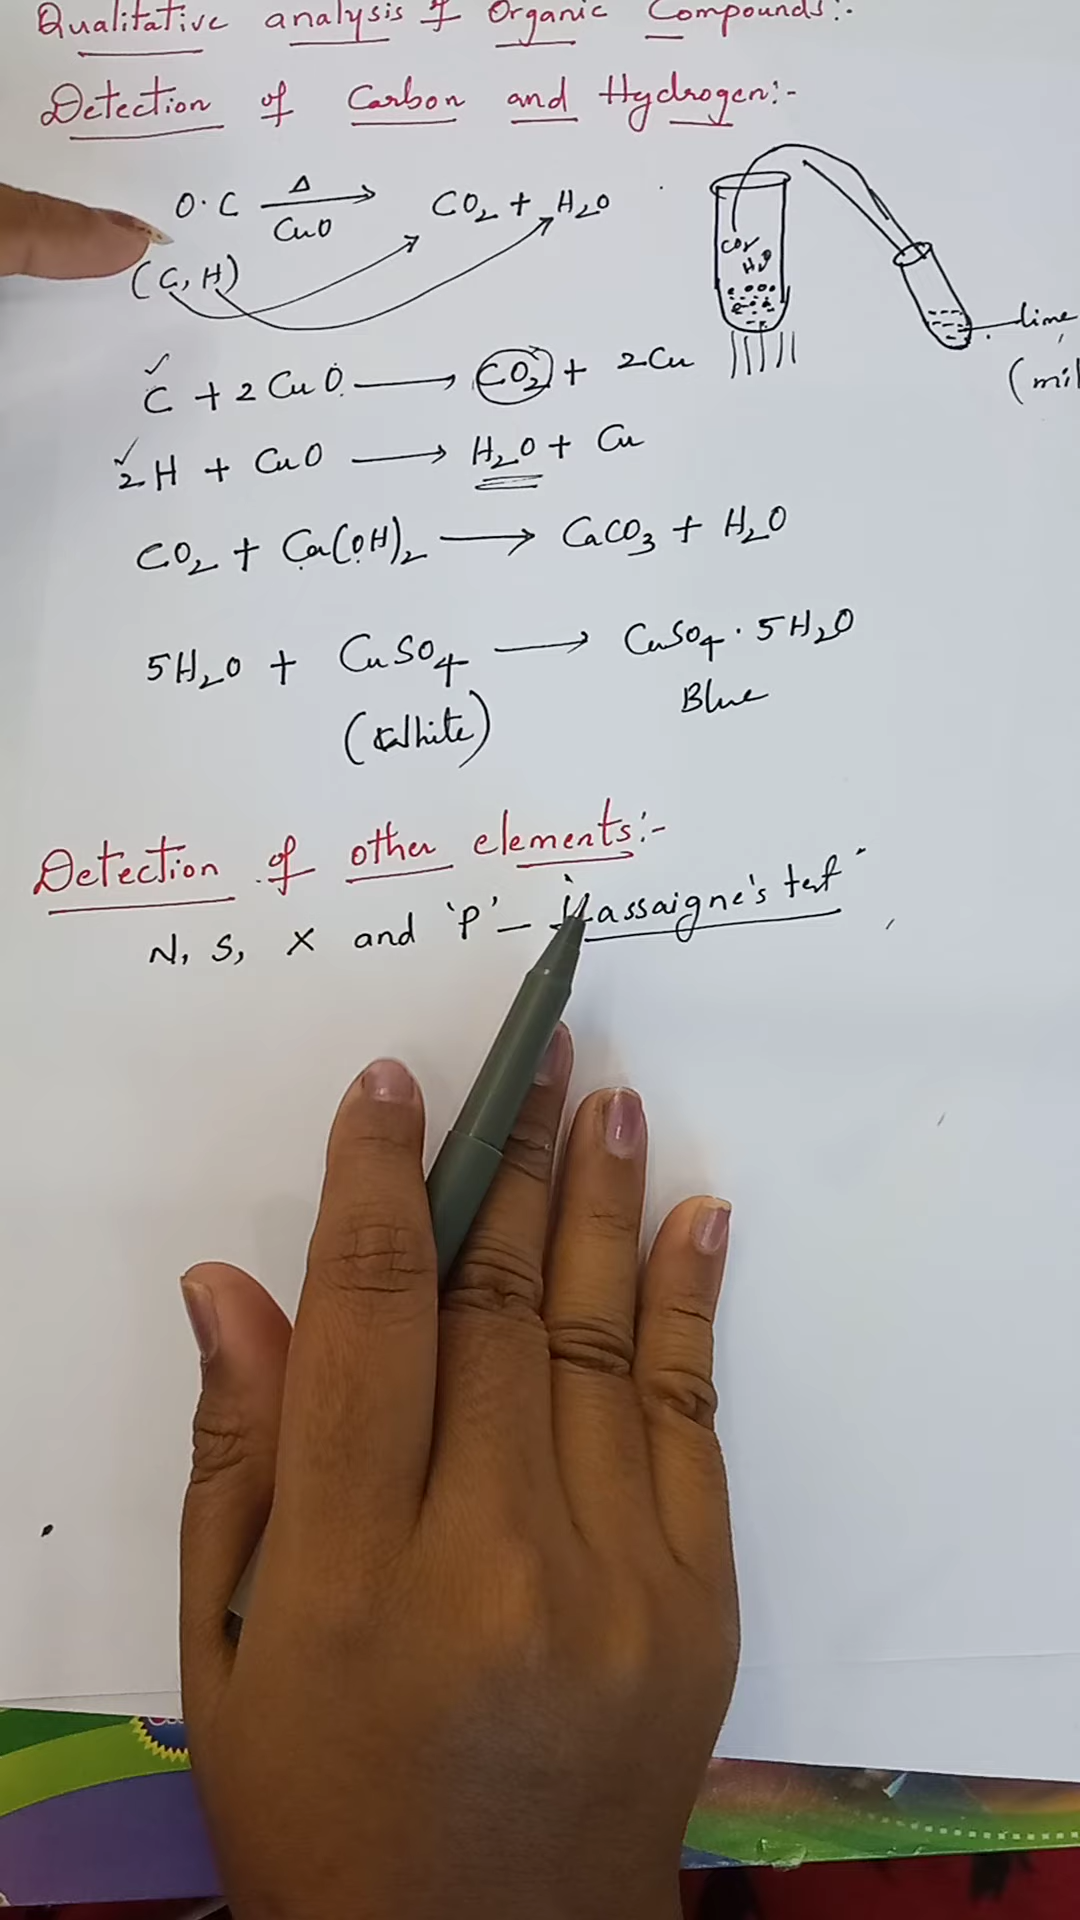 Qualitative analysis of Organic Compounds:-
Detection of Carbon and Hydrogen:-
O.C Δ → CuO CO₂ + H₂O
(C, H)
CO₂
H₂O
lime
(mil
C + 2CuO → CO₂ + 2Cu
2H + CuO → H₂O + Cu
CO₂ + Ca(OH)₂ → CaCO₃ + H₂O
5H₂O + CuSO₄ → CuSO₄·5H₂O
(White) Blue
Detection of other elements:-
N, S, X and 'P' - Lassaigne's test